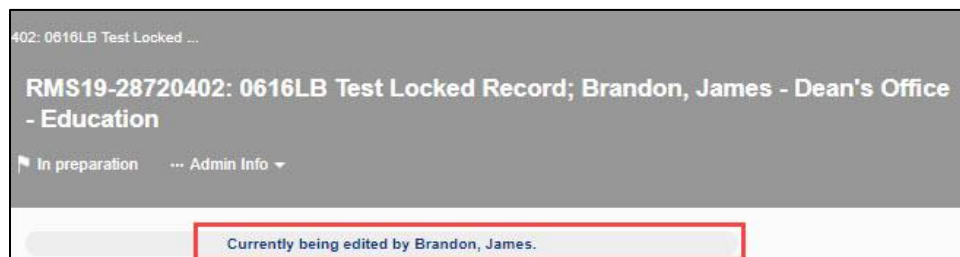 402: 0616LB Test Locked ...
RMS19-28720402: 0616LB Test Locked Record; Brandon, James - Dean's Office
- Education
In preparation ... Admin Info
Currently being edited by Brandon, James.